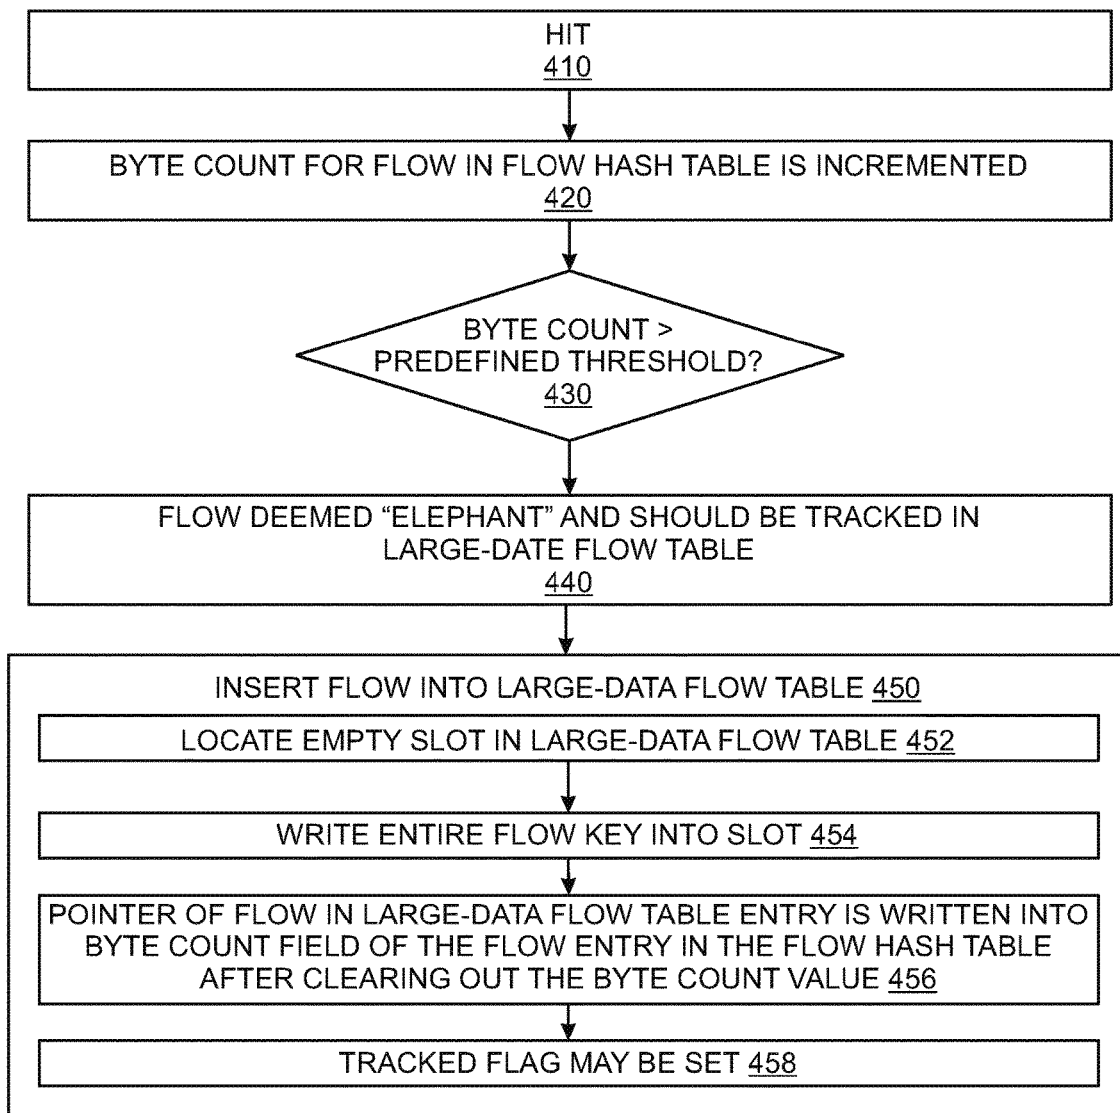 HIT
410
BYTE COUNT FOR FLOW IN FLOW HASH TABLE IS INCREMENTED
420
BYTE COUNT >
PREDEFINED THRESHOLD?
430
FLOW DEEMED “ELEPHANT” AND SHOULD BE TRACKED IN
LARGE-DATE FLOW TABLE
440
INSERT FLOW INTO LARGE-DATA FLOW TABLE 450
LOCATE EMPTY SLOT IN LARGE-DATA FLOW TABLE 452
WRITE ENTIRE FLOW KEY INTO SLOT 454
POINTER OF FLOW IN LARGE-DATA FLOW TABLE ENTRY IS WRITTEN INTO
BYTE COUNT FIELD OF THE FLOW ENTRY IN THE FLOW HASH TABLE
AFTER CLEARING OUT THE BYTE COUNT VALUE 456
TRACKED FLAG MAY BE SET 458